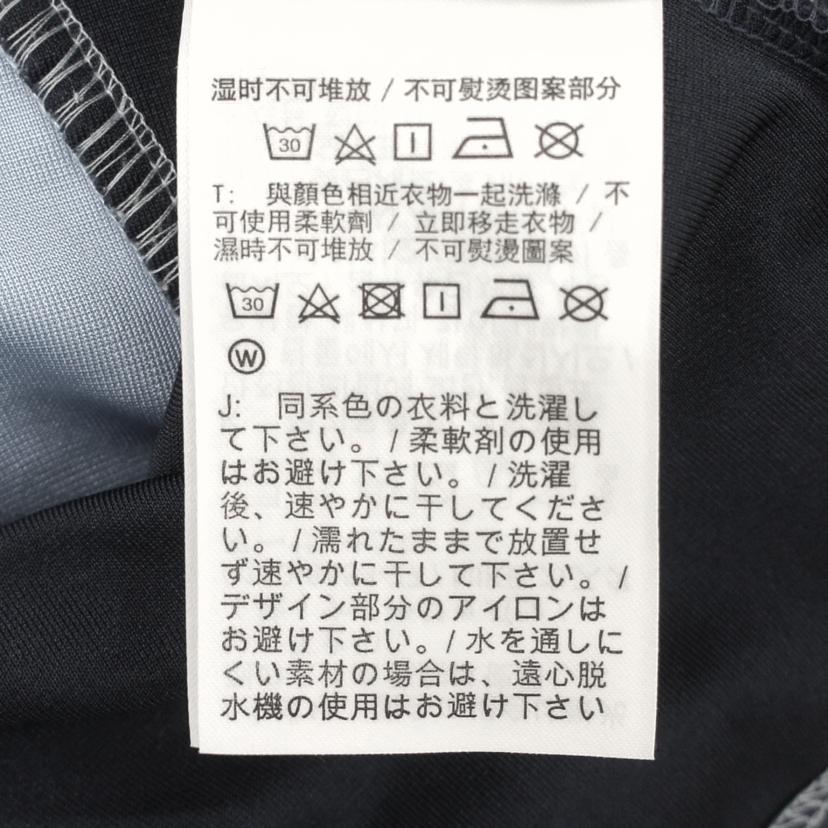 湿时不可堆放 / 不可熨烫图案部分
30
T: 與顏色相近衣物一起洗滌 / 不
可使用柔軟劑 / 立即移走衣物 /
濕時不可堆放 / 不可熨燙圖案
30
W
J: 同系色の衣料と洗濯し
て下さい。/ 柔軟剤の使用
はお避け下さい。/ 洗濯
後、速やかに干してくださ
い。/ 濡れたままで放置せ
ず速やかに干して下さい。/
デザイン部分のアイロンは
お避け下さい。/ 水を通しに
くい素材の場合は、遠心脱
水機の使用はお避け下さい